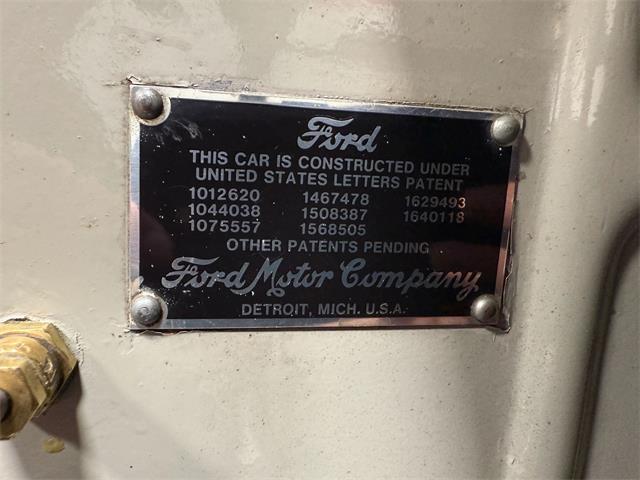 Ford
THIS CAR IS CONSTRUCTED UNDER
UNITED STATES LETTERS PATENT
1012620 1467478 1629493
1044038 1508387 1640118
1075557 1568505
OTHER PATENTS PENDING
Ford Motor Company
DETROIT, MICH. U.S.A.